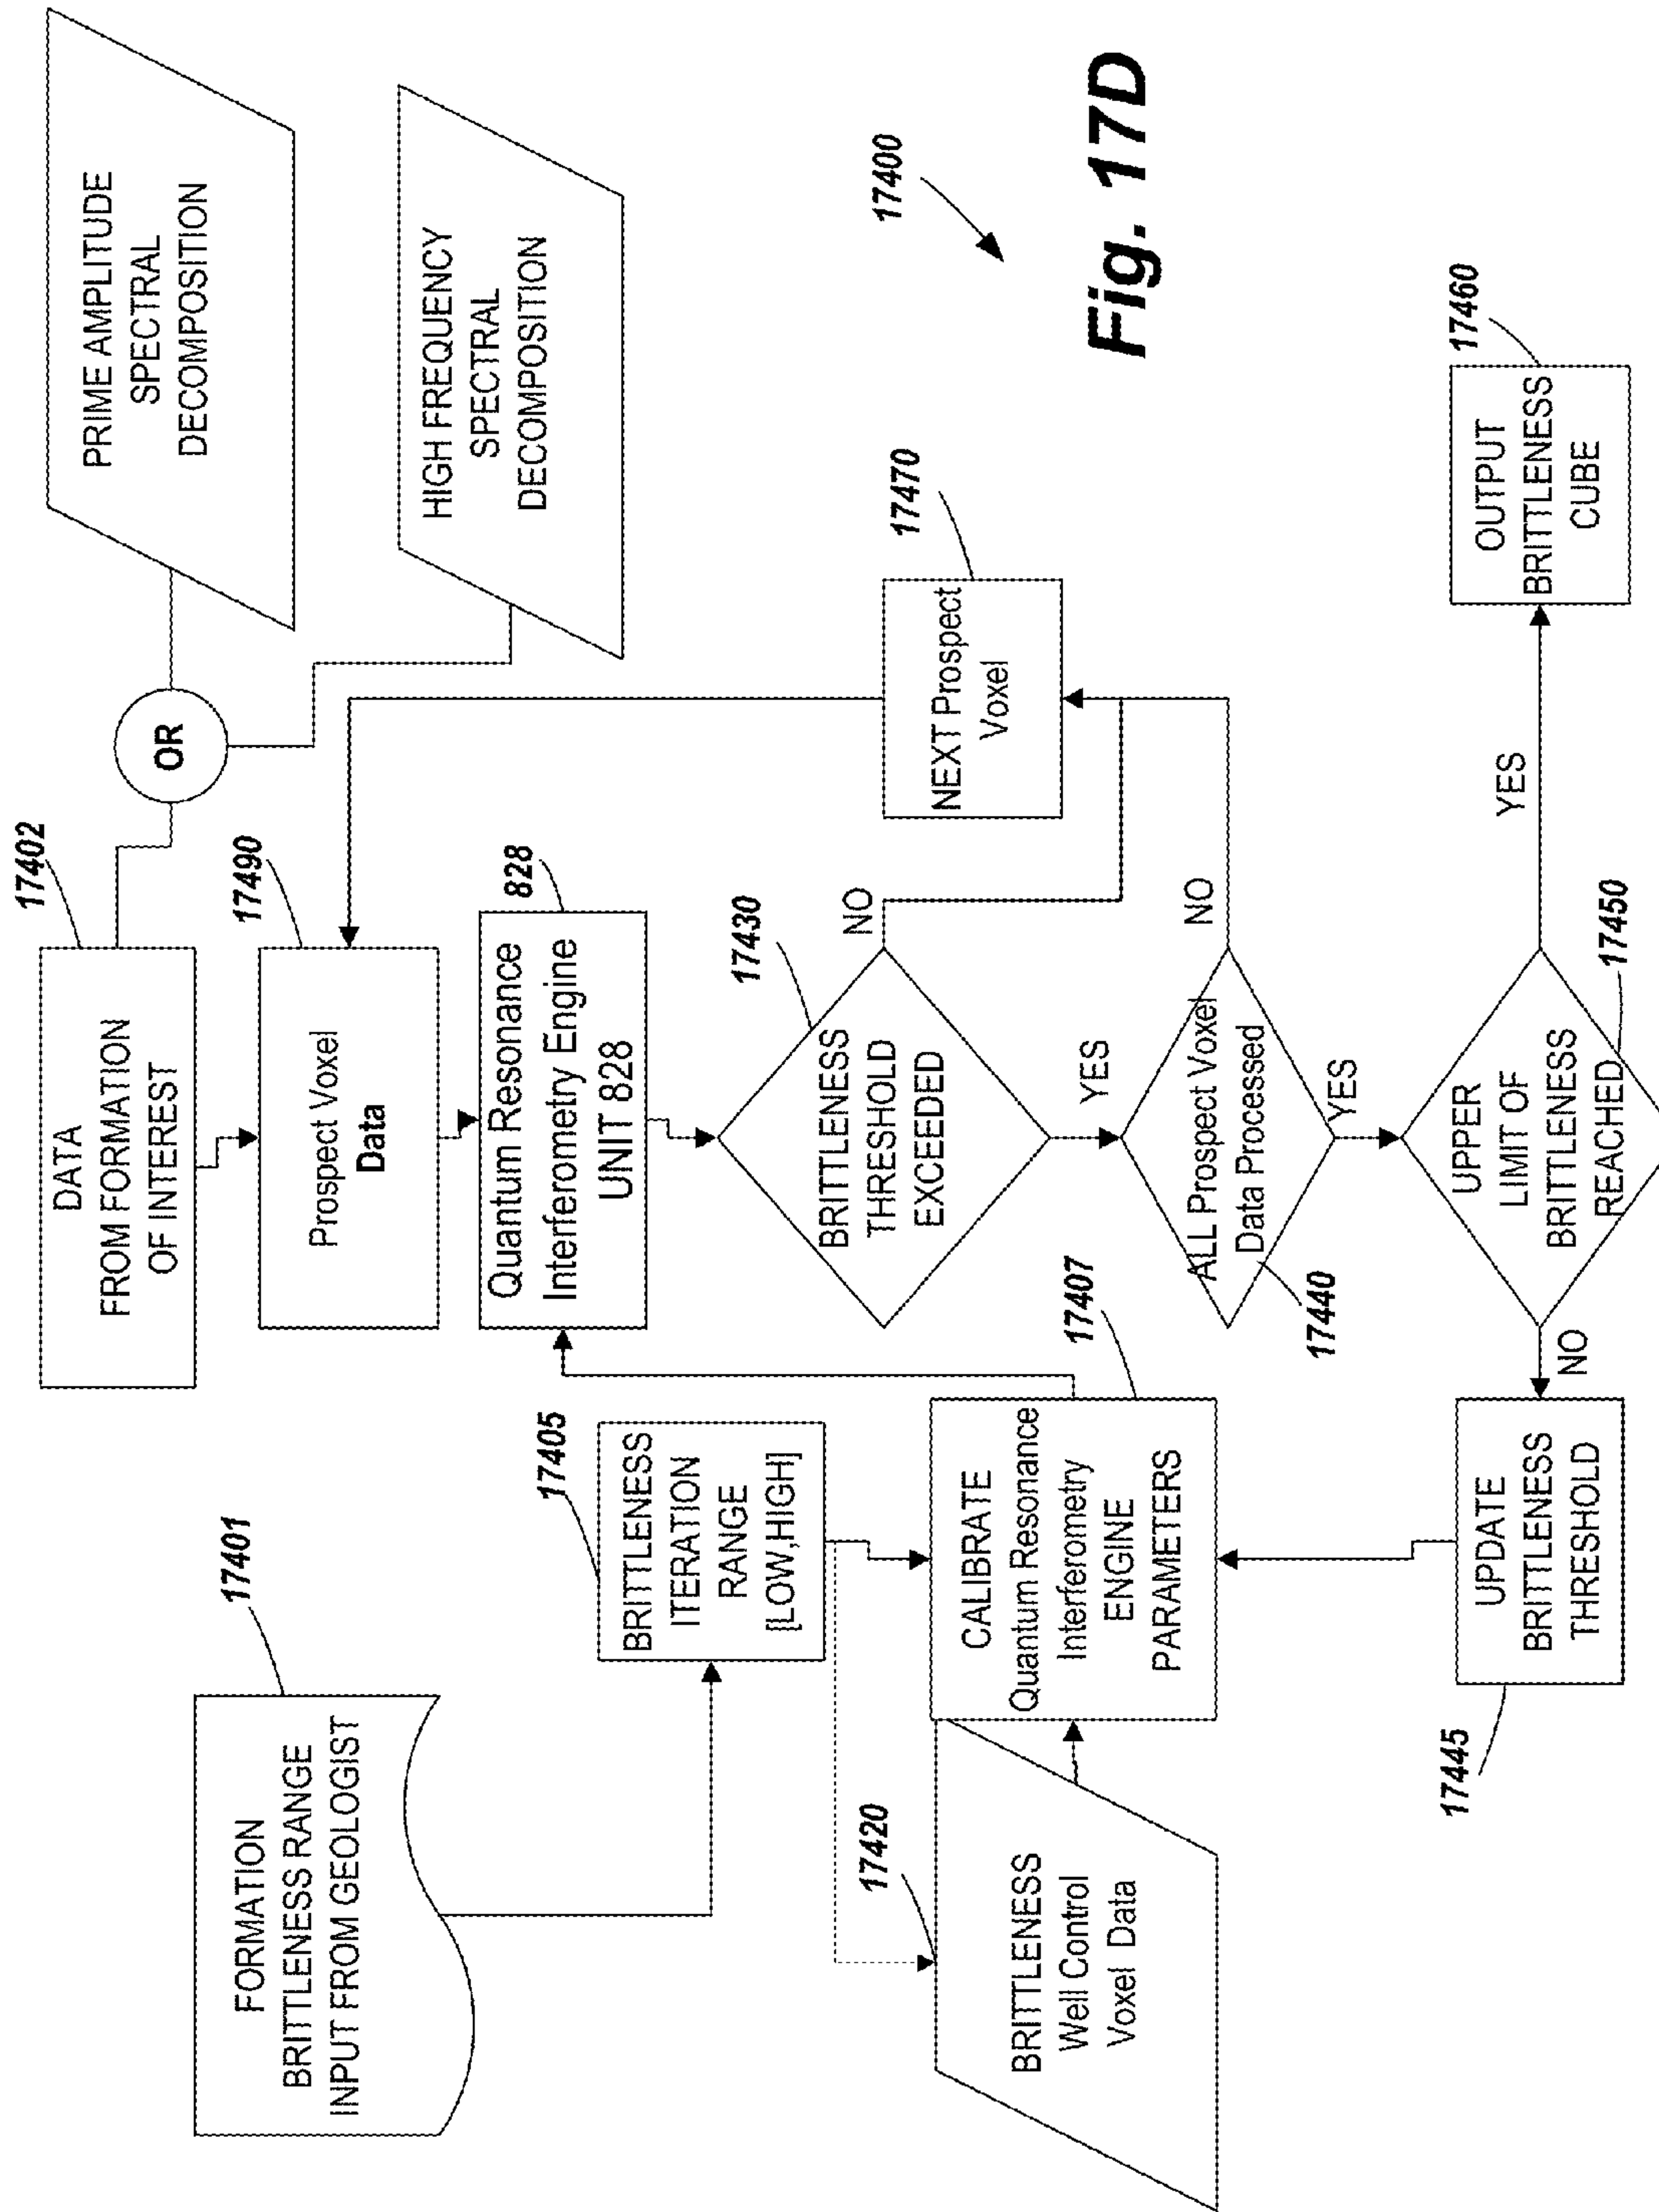 17401
FORMATION
BRITTLENESS RANGE
INPUT FROM GEOLOGIST
17402
DATA
FROM FORMATION
OF INTEREST
OR
PRIME AMPLITUDE
SPECTRAL
DECOMPOSITION
HIGH FREQUENCY
SPECTRAL
DECOMPOSITION
17490
Prospect Voxel
Data
828
Quantum Resonance
Interferometry Engine
UNIT 828
17405
BRITTLENESS
ITERATION
RANGE
[LOW,HIGH]
17430
BRITTLENESS
THRESHOLD
EXCEEDED
NO
YES
17470
NEXT Prospect
Voxel
17420
BRITTLENESS
Well Control
Voxel Data
17407
CALIBRATE
Quantum Resonance
Interferometry
ENGINE
PARAMETERS
ALL Prospect Voxel
Data Processed
17440
NO
YES
17445
UPDATE
BRITTLENESS
THRESHOLD
NO
UPPER
LIMIT OF
BRITTLENESS
REACHED
17450
YES
17460
OUTPUT
BRITTLENESS
CUBE
17400
Fig. 17D